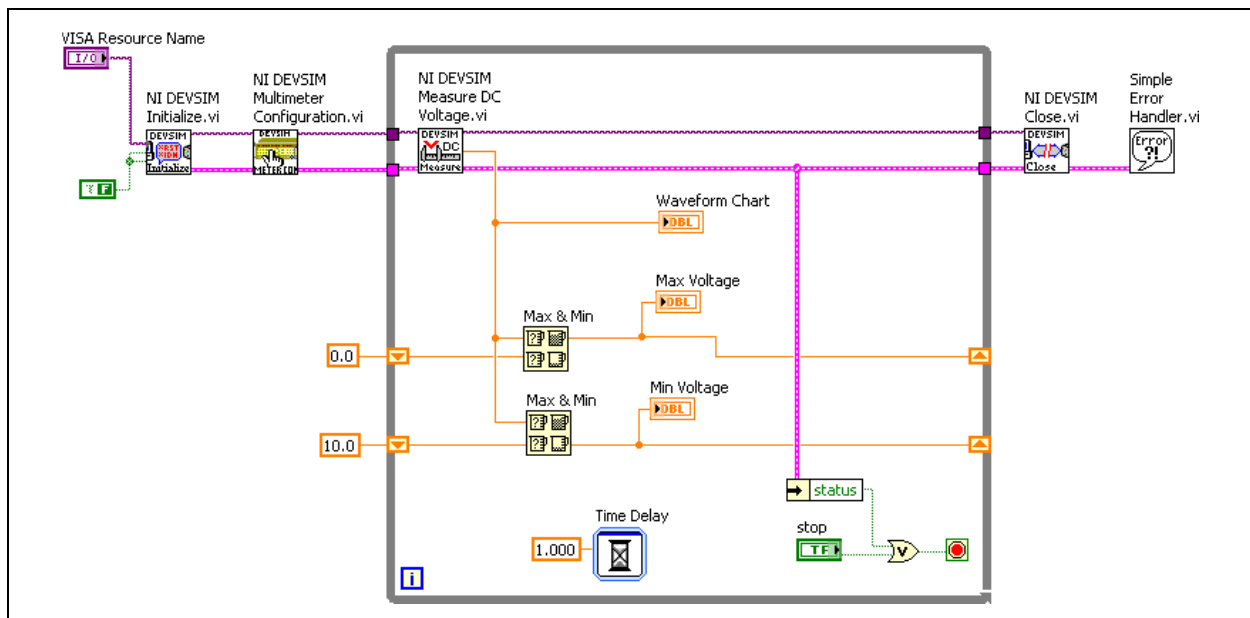 VISA Resource Name
I/O
NI DEVSIM
Initialize.vi
DEVSIM
Initialize
F
NI DEVSIM
Multimeter
Configuration.vi
DEVSIM
METER CON
NI DEVSIM
Measure DC
Voltage.vi
DEVSIM
DC
Measure
NI DEVSIM
Close.vi
DEVSIM
Close
Simple
Error
Handler.vi
Error
?!
Waveform Chart
DBL
Max Voltage
DBL
Max & Min
0.0
Min Voltage
DBL
Max & Min
10.0
status
Time Delay
1.000
stop
TF
V
i